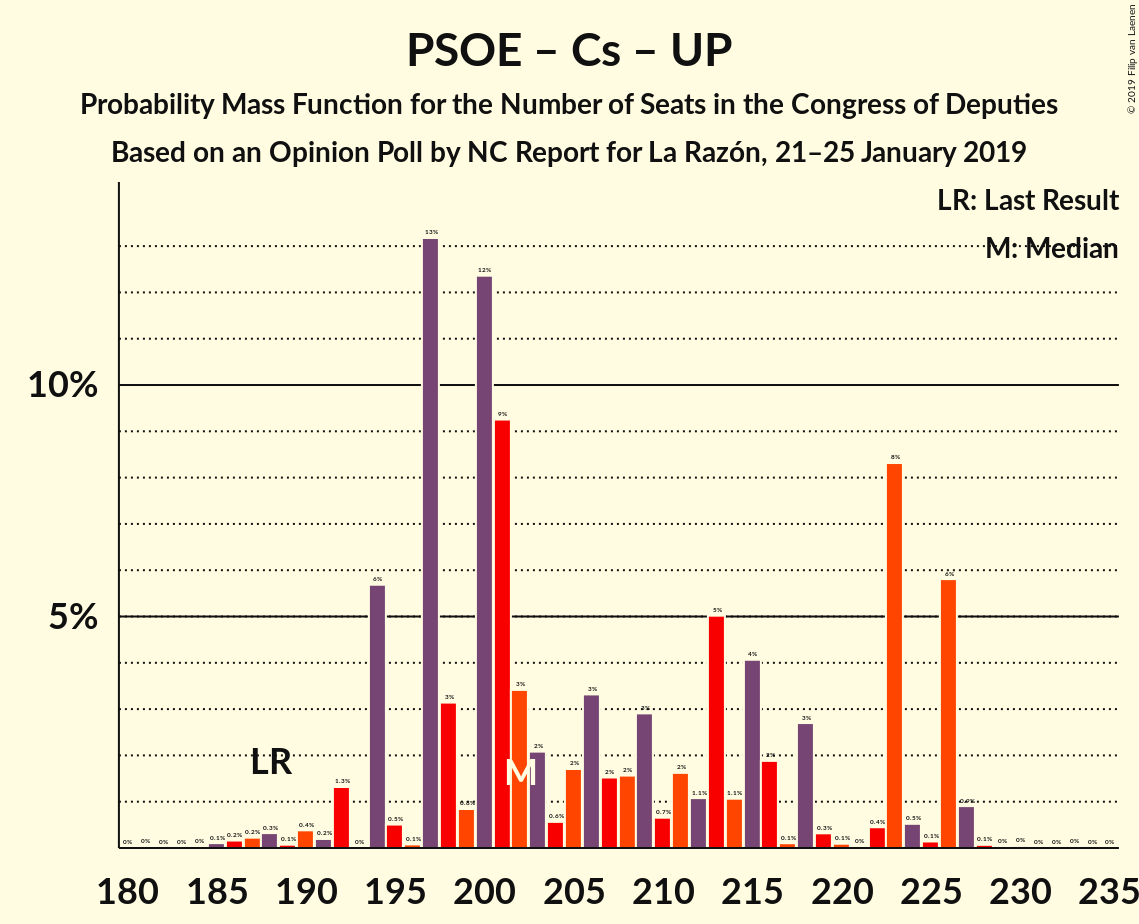 PSOE – Cs – UP
Probability Mass Function for the Number of Seats in the Congress of Deputies
Based on an Opinion Poll by NC Report for La Razón, 21–25 January 2019
© 2019 Filip van Laenen
LR: Last Result
M: Median
10%
5%
LR
M
0% 0% 0% 0% 0% 0.1% 0.2% 0.2% 0.3% 0.1% 0.4% 0.2% 1.3% 0% 6% 0.5% 0.1% 13% 3% 0.8% 12% 9% 3% 2% 0.6% 2% 3% 2% 2% 3% 0.7% 2% 1.1% 5% 1.1% 4% 2% 0.1% 3% 0.3% 0.1% 0% 0.4% 8% 0.5% 0.1% 6% 0.9% 0.1% 0% 0% 0% 0% 0% 0% 0%
180 185 190 195 200 205 210 215 220 225 230 235